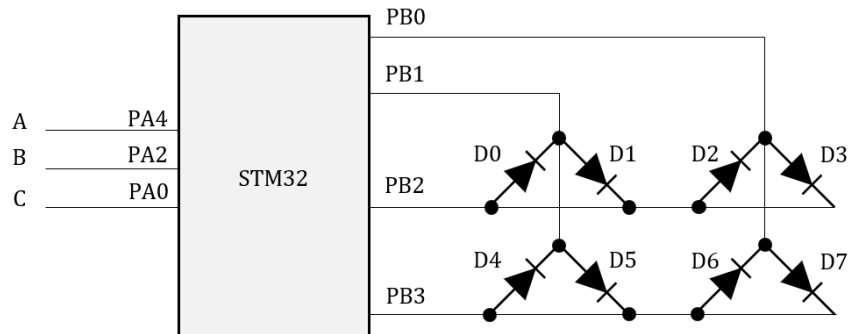 PB0
PB1
A PA4
B PA2
C PA0
STM32
PB2
PB3
D0 D1 D2 D3
D4 D5 D6 D7